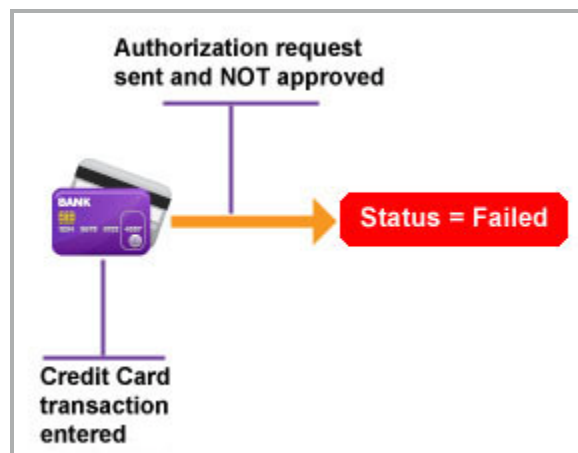 Authorization request
sent and NOT approved
BANK
Status = Failed
Credit Card
transaction
entered